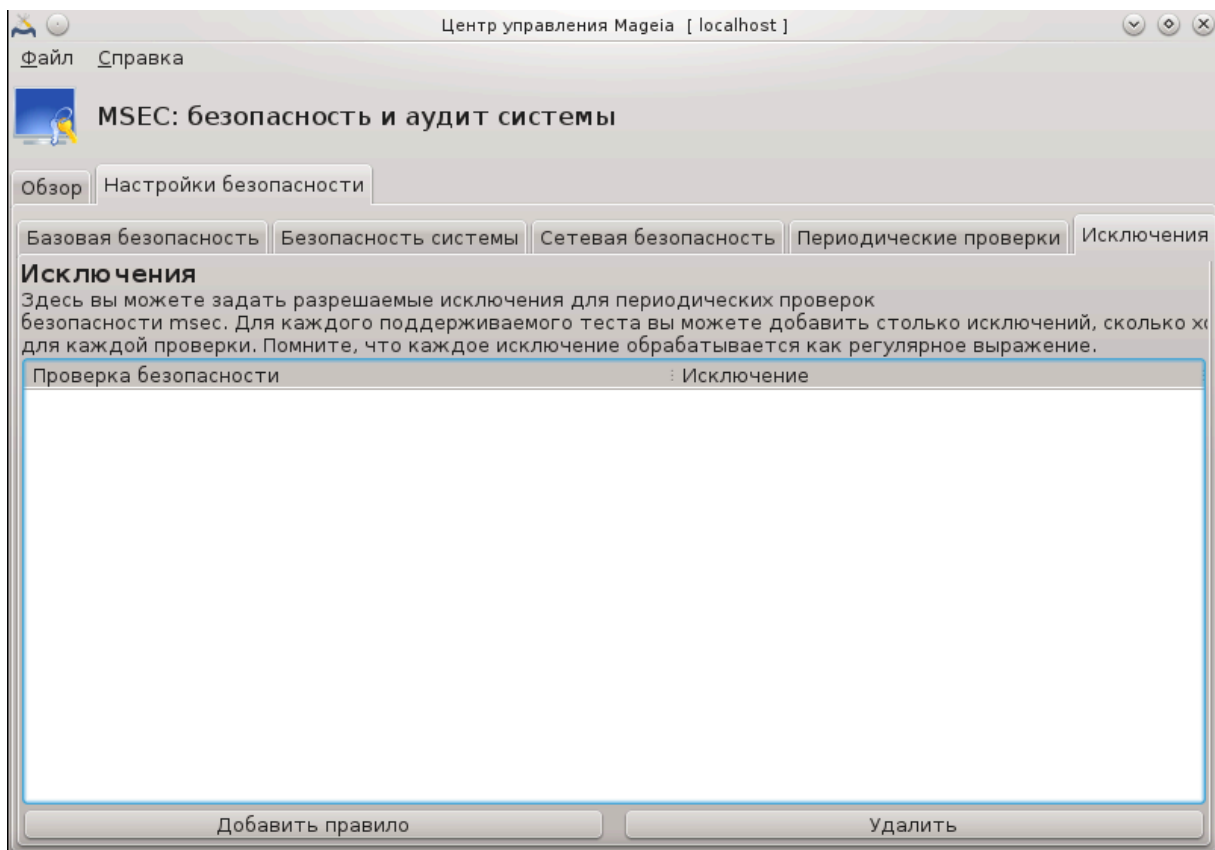 Центр управления Mageia [ localhost ]
Файл Справка
MSEC: безопасность и аудит системы
Обзор Настройки безопасности
Базовая безопасность Безопасность системы Сетевая безопасность Периодические проверки Исключения
Исключения
Здесь вы можете задать разрешаемые исключения для периодических проверок
безопасности msec. Для каждого поддерживаемого теста вы можете добавить столько исключений, сколько
для каждой проверки. Помните, что каждое исключение обрабатывается как регулярное выражение.
Проверка безопасности Исключение
Добавить правило Удалить